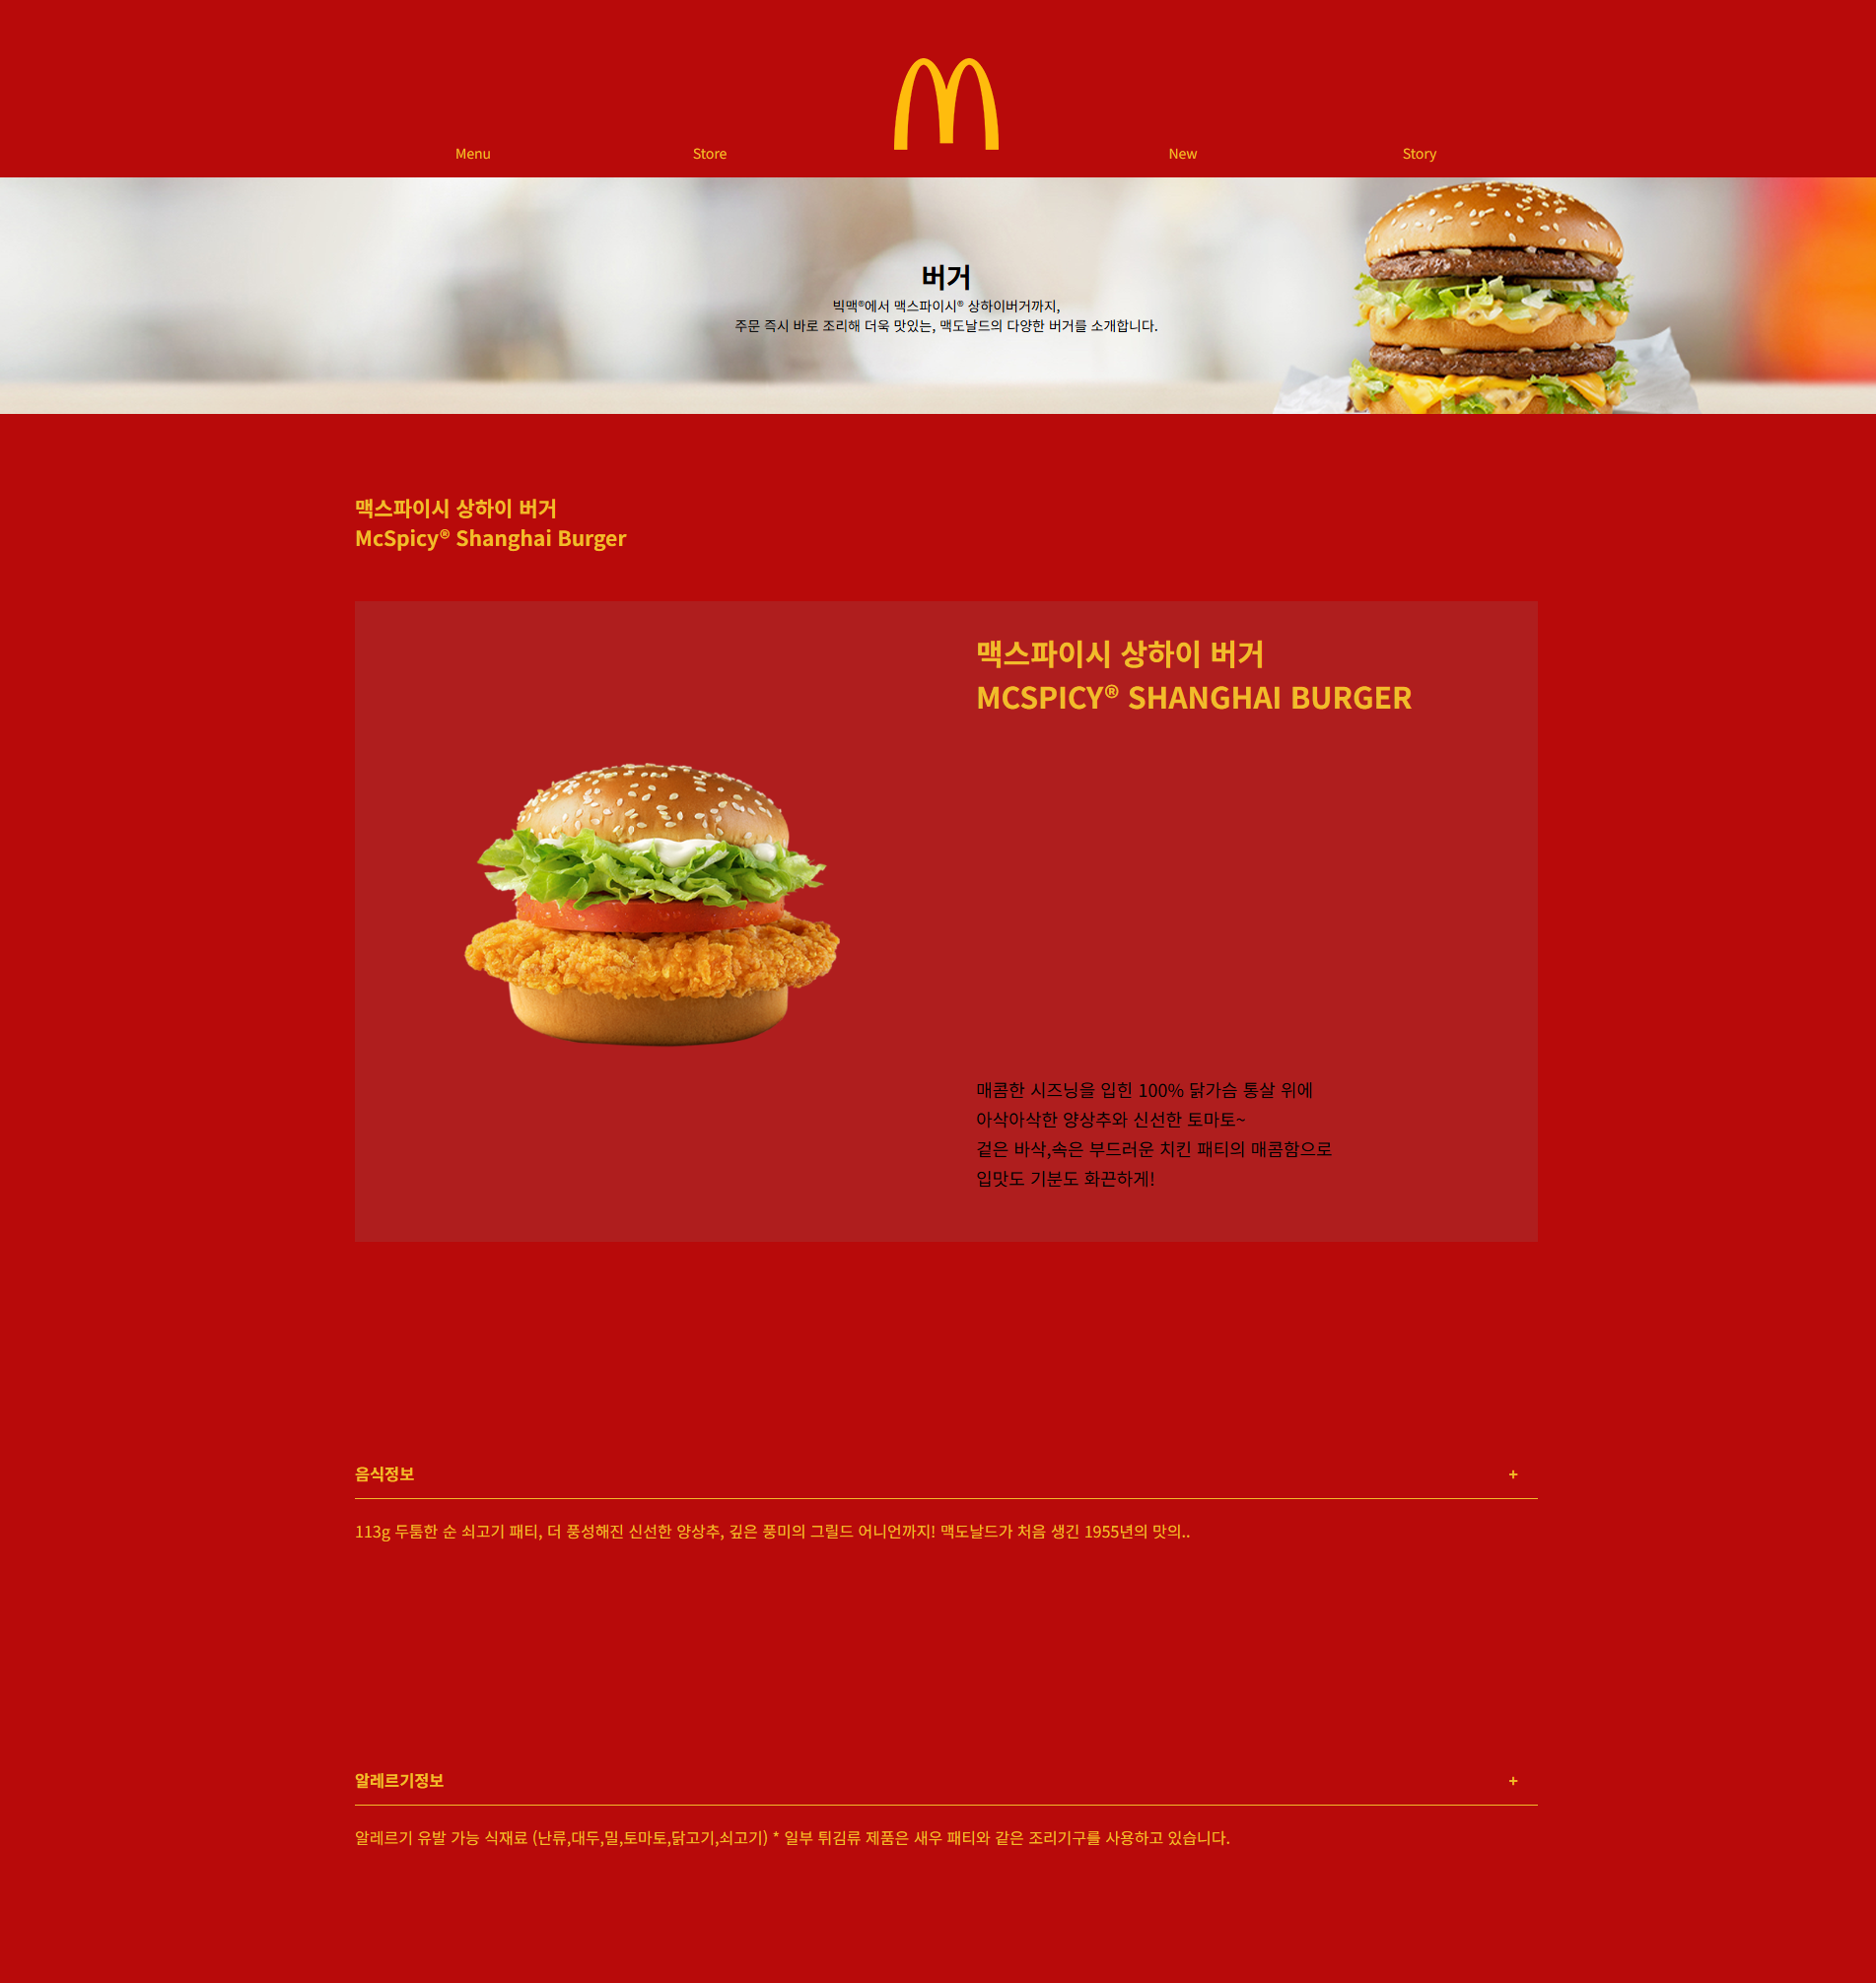 Menu
Store
New
Story
버거
빅맥®에서 맥스파이시® 상하이버거까지,
주문 즉시 바로 조리해 더욱 맛있는, 맥도날드의 다양한 버거를 소개합니다.
맥스파이시 상하이 버거
McSpicy® Shanghai Burger
맥스파이시 상하이 버거
MCSPICY® SHANGHAI BURGER
매콤한 시즈닝을 입힌 100% 닭가슴 통살 위에
아삭아삭한 양상추와 신선한 토마토~
겉은 바삭,속은 부드러운 치킨 패티의 매콤함으로
입맛도 기분도 화끈하게!
음식정보 +
113g 두툼한 순 쇠고기 패티, 더 풍성해진 신선한 양상추, 깊은 풍미의 그릴드 어니언까지! 맥도날드가 처음 생긴 1955년의 맛의..
알레르기정보 +
알레르기 유발 가능 식재료 (난류,대두,밀,토마토,닭고기,쇠고기) * 일부 튀김류 제품은 새우 패티와 같은 조리기구를 사용하고 있습니다.